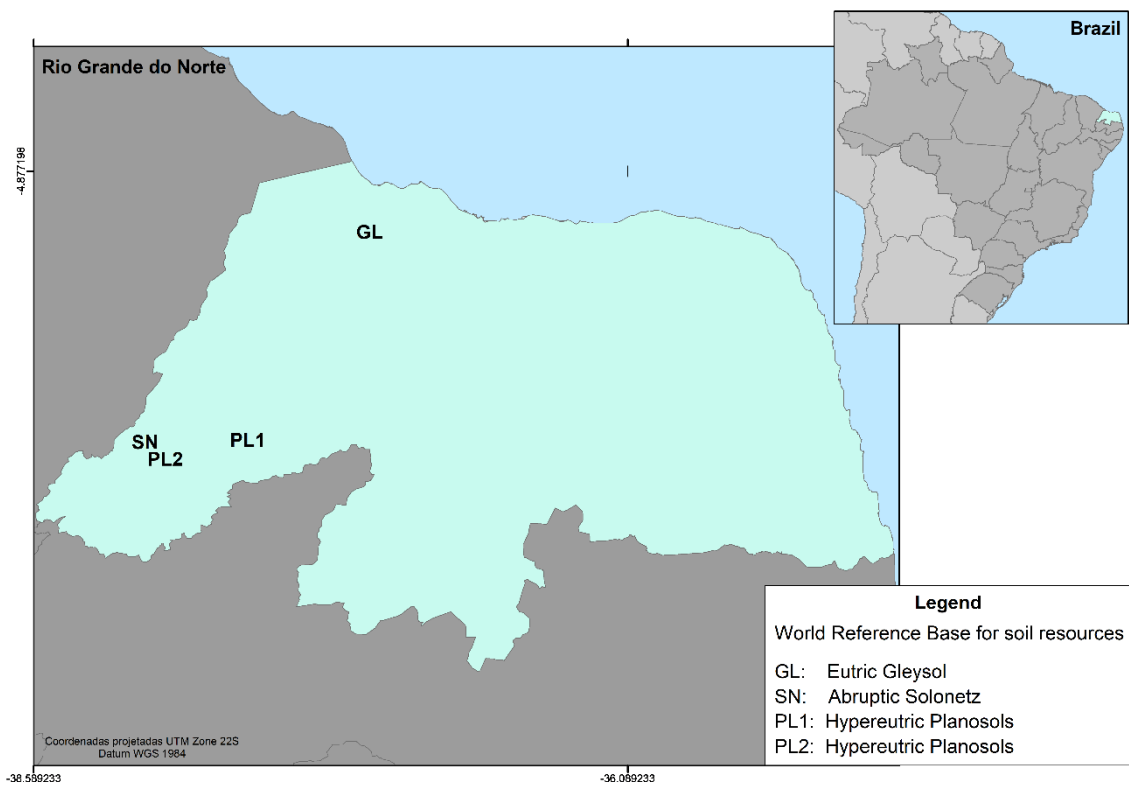 Brazil
Rio Grande do Norte
-4.877198
GL
SN
PL1
PL2
Legend
World Reference Base for soil resources
GL: Eutric Gleysol
SN: Abruptic Solonetz
PL1: Hypereutric Planosols
PL2: Hypereutric Planosols
Coordenadas projetadas UTM Zone 22S
Datum WGS 1984
-38.589233
-36.089233